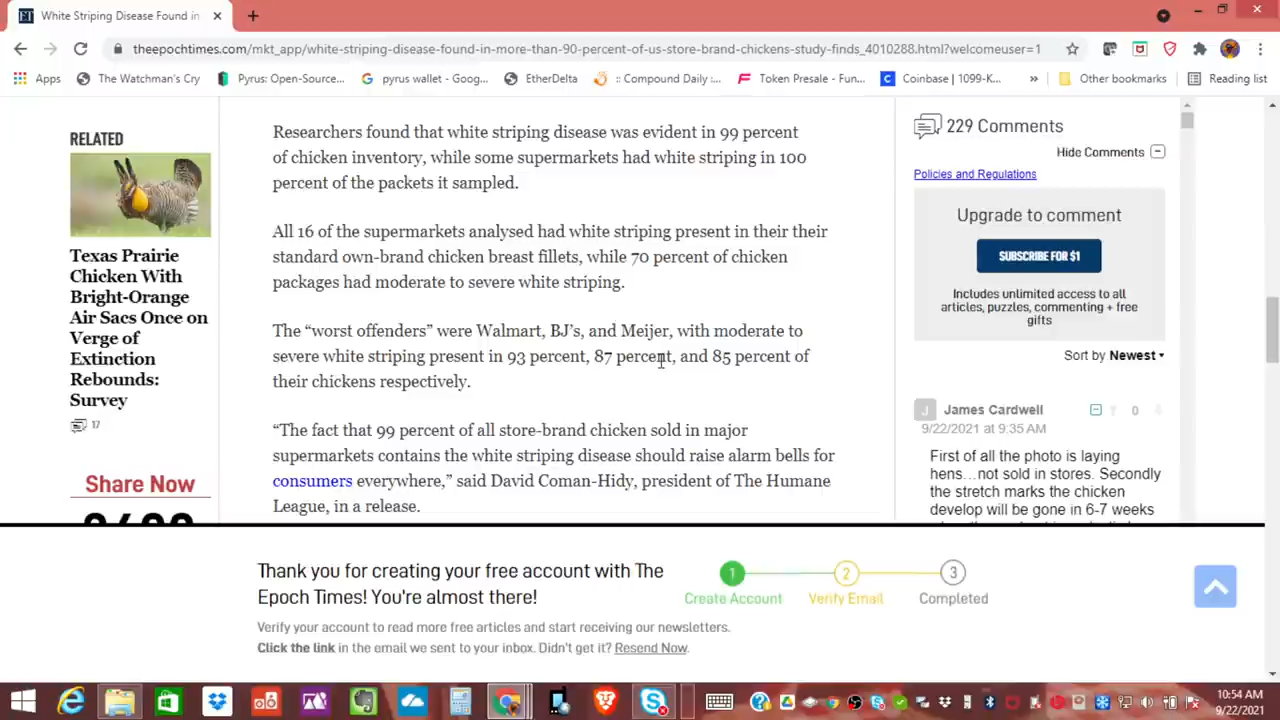 White Striping Disease Found in
theepochtimes.com/mkt_app/white-striping-disease-found-in-more-than-90-percent-of-us-store-brand-chickens-study-finds_4010288.html?welcomeuser=1
Apps The Watchman's Cry Pyrus: Open-Source... pyrus wallet - Goog... EtherDelta :: Compound Daily :... Token Presale - Fun... Coinbase | 1099-K... » Other bookmarks Reading list
RELATED
Texas Prairie
Chicken With
Bright-Orange
Air Sacs Once on
Verge of
Extinction
Rebounds:
Survey
17
Share Now
Researchers found that white striping disease was evident in 99 percent
of chicken inventory, while some supermarkets had white striping in 100
percent of the packets it sampled.
All 16 of the supermarkets analysed had white striping present in their their
standard own-brand chicken breast fillets, while 70 percent of chicken
packages had moderate to severe white striping.
The “worst offenders” were Walmart, BJ’s, and Meijer, with moderate to
severe white striping present in 93 percent, 87 percent, and 85 percent of
their chickens respectively.
“The fact that 99 percent of all store-brand chicken sold in major
supermarkets contains the white striping disease should raise alarm bells for
consumers everywhere,” said David Coman-Hidy, president of The Humane
League, in a release.
229 Comments
Hide Comments
Policies and Regulations
Upgrade to comment
SUBSCRIBE FOR $1
Includes unlimited access to all
articles, puzzles, commenting + free
gifts
Sort by Newest
J James Cardwell 0
9/22/2021 at 9:35 AM
First of all the photo is laying
hens...not sold in stores. Secondly
the stretch marks the chicken
develop will be gone in 6-7 weeks
Thank you for creating your free account with The
Epoch Times! You're almost there!
Verify your account to read more free articles and start receiving our newsletters.
Click the link in the email we sent to your inbox. Didn't get it? Resend Now.
1 2 3
Create Account Verify Email Completed
10:54 AM
9/22/2021